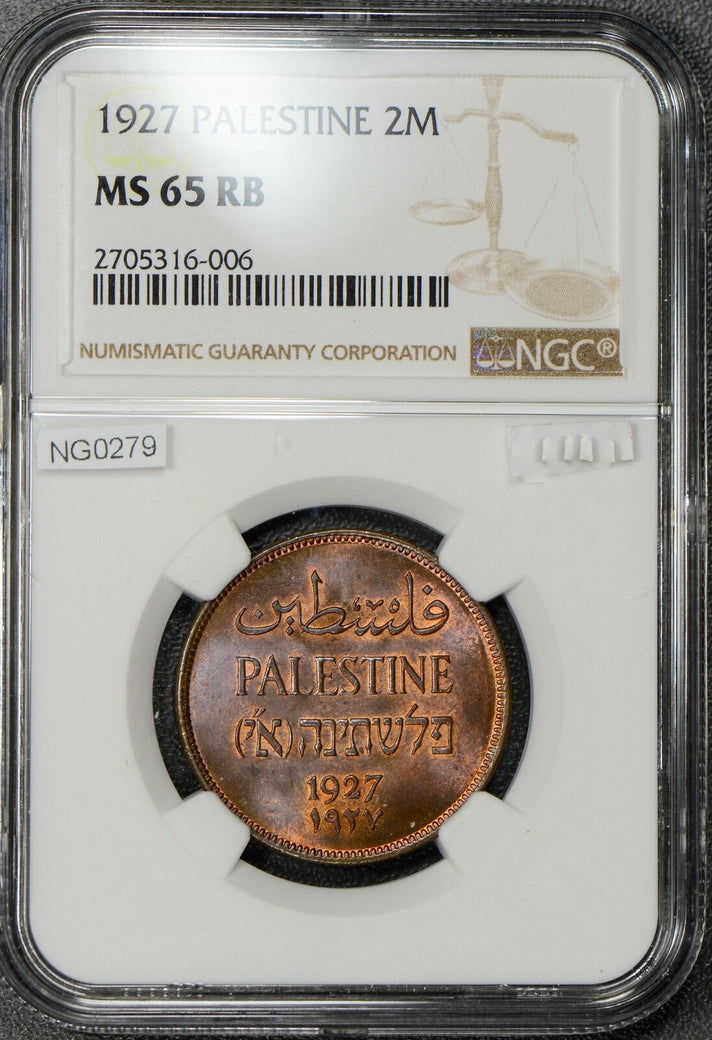 1927 PALESTINE 2M
MS 65 RB
2705316-006
NUMISMATIC GUARANTY CORPORATION
NGC®
NG0279
فلسطين
PALESTINE
פלשתינה (א״י)
1927
١٩٢٧